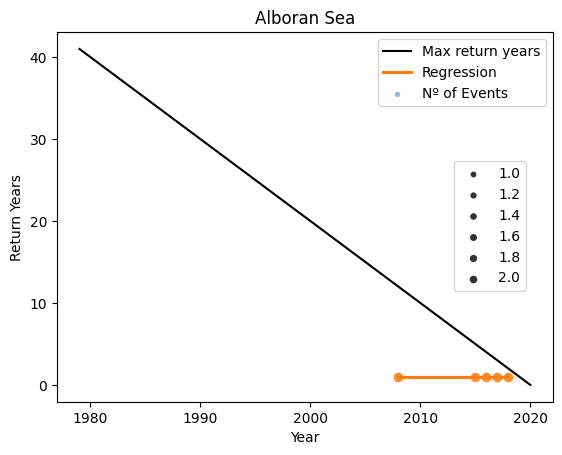 Alboran Sea
Max return years
Regression
Nº of Events
1.0
1.2
1.4
1.6
1.8
2.0
40
30
20
10
0
Return Years
1980 1990 2000 2010 2020
Year